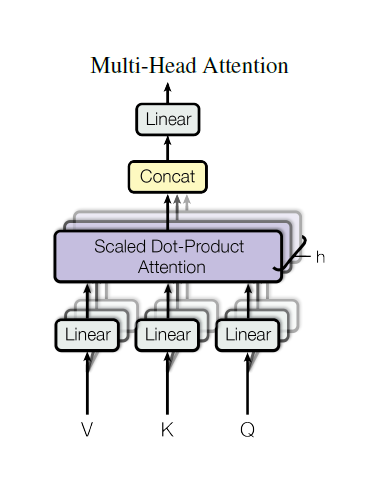 Multi-Head Attention
Linear
Concat
Scaled Dot-Product
Attention
h
Linear
Linear
Linear
V
K
Q